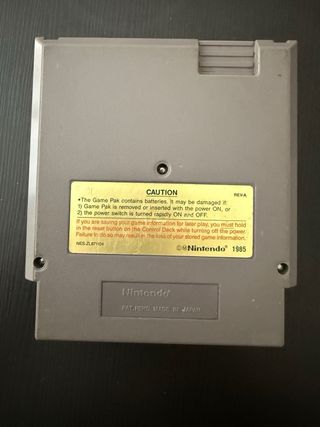 CAUTION
REV-A
•The Game Pak contains batteries. It may be damaged if:
1) Game Pak is removed or inserted with the power ON, or
2) the power switch is turned rapidly ON and OFF.
If you are saving your game information for later play, you must hold
in the reset button on the Control Deck while turning off the power.
Failure to do so may result in the loss of your stored game information.
NES-ZL871104
©®Nintendo® 1985
Nintendo®
PAT.PEND MADE IN JAPAN